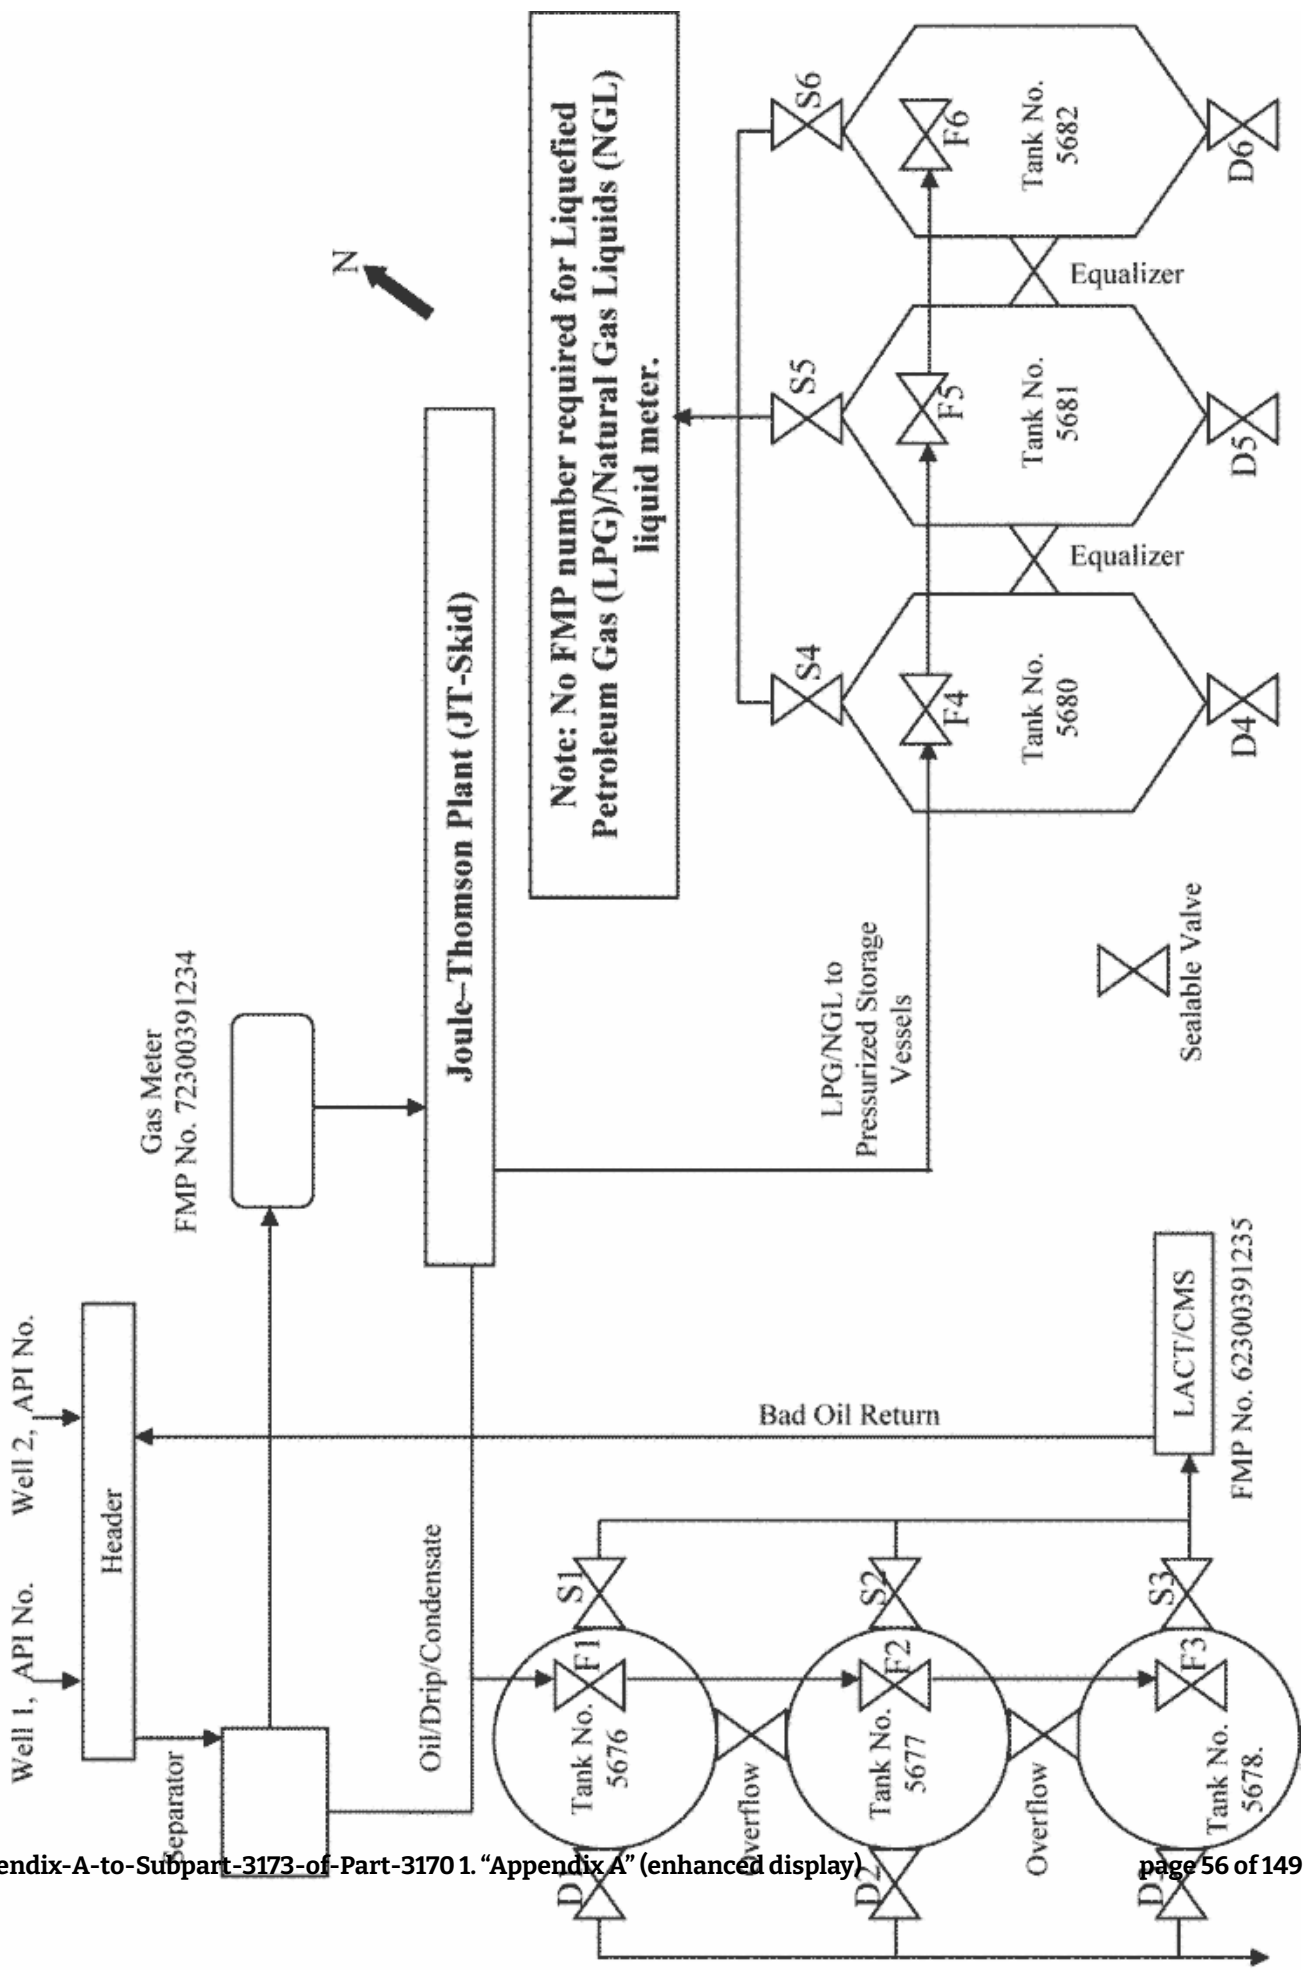 Well 1, API No.
Well 2, API No.
Header
Separator
Gas Meter
FMP No. 72300391234
N
Joule–Thomson Plant (JT-Skid)
Oil/Drip/Condensate
Bad Oil Return
Note: No FMP number required for Liquefied
Petroleum Gas (LPG)/Natural Gas Liquids (NGL)
liquid meter.
LPG/NGL to
Pressurized Storage
Vessels
S1
S2
S3
F1
F2
F3
Tank No.
5676
Tank No.
5677
Tank No.
5678.
Overflow
Overflow
D2
LACT/CMS
FMP No. 62300391235
S4
S5
S6
F4
F5
F6
Tank No.
5680
Tank No.
5681
Tank No.
5682
Equalizer
Equalizer
D4
D5
D6
Sealable Valve
endix-A-to-Subpart-3173-of-Part-3170 1. “Appendix A” (enhanced display)
page 56 of 149